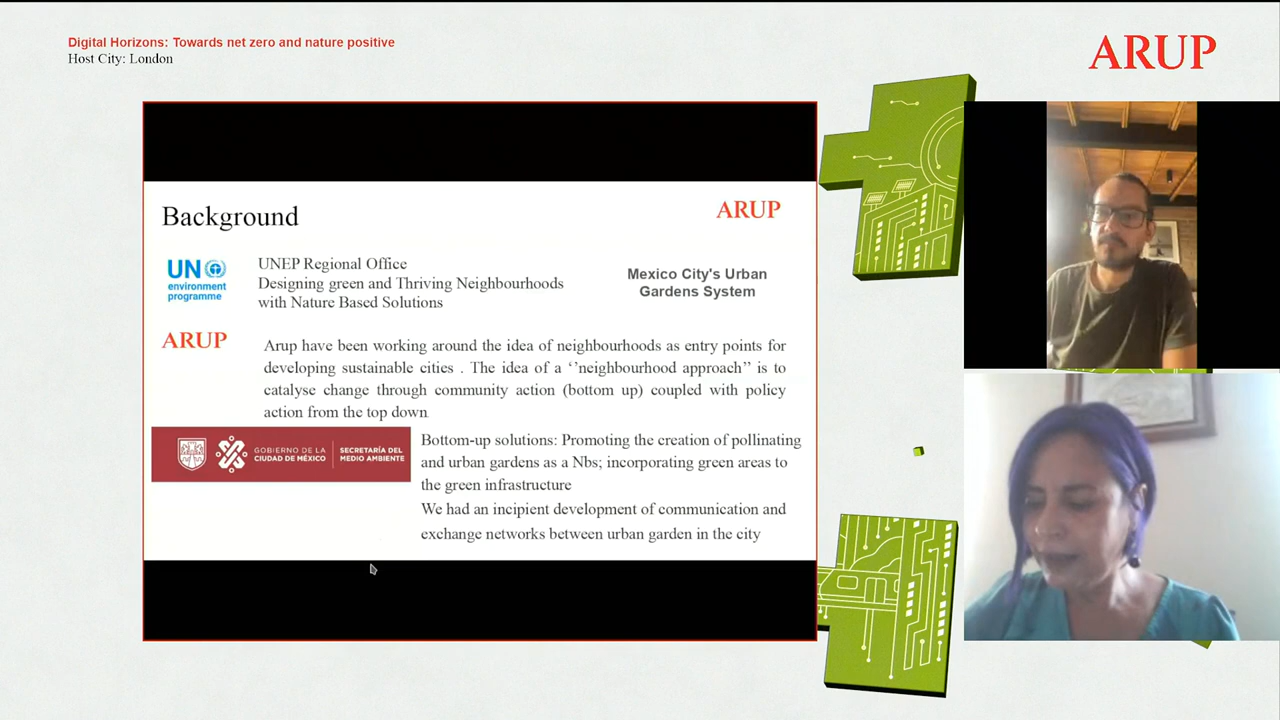 Digital Horizons: Towards net zero and nature positive
Host City: London
ARUP
Background
ARUP
UN
environment
programme
UNEP Regional Office
Designing green and Thriving Neighbourhoods
with Nature Based Solutions
Mexico City's Urban
Gardens System
ARUP
Arup have been working around the idea of neighbourhoods as entry points for
developing sustainable cities . The idea of a ‘’neighbourhood approach” is to
catalyse change through community action (bottom up) coupled with policy
action from the top down
GOBIERNO DE LA
CIUDAD DE MÉXICO
SECRETARÍA DEL
MEDIO AMBIENTE
Bottom-up solutions: Promoting the creation of pollinating
and urban gardens as a Nbs; incorporating green areas to
the green infrastructure
We had an incipient development of communication and
exchange networks between urban garden in the city